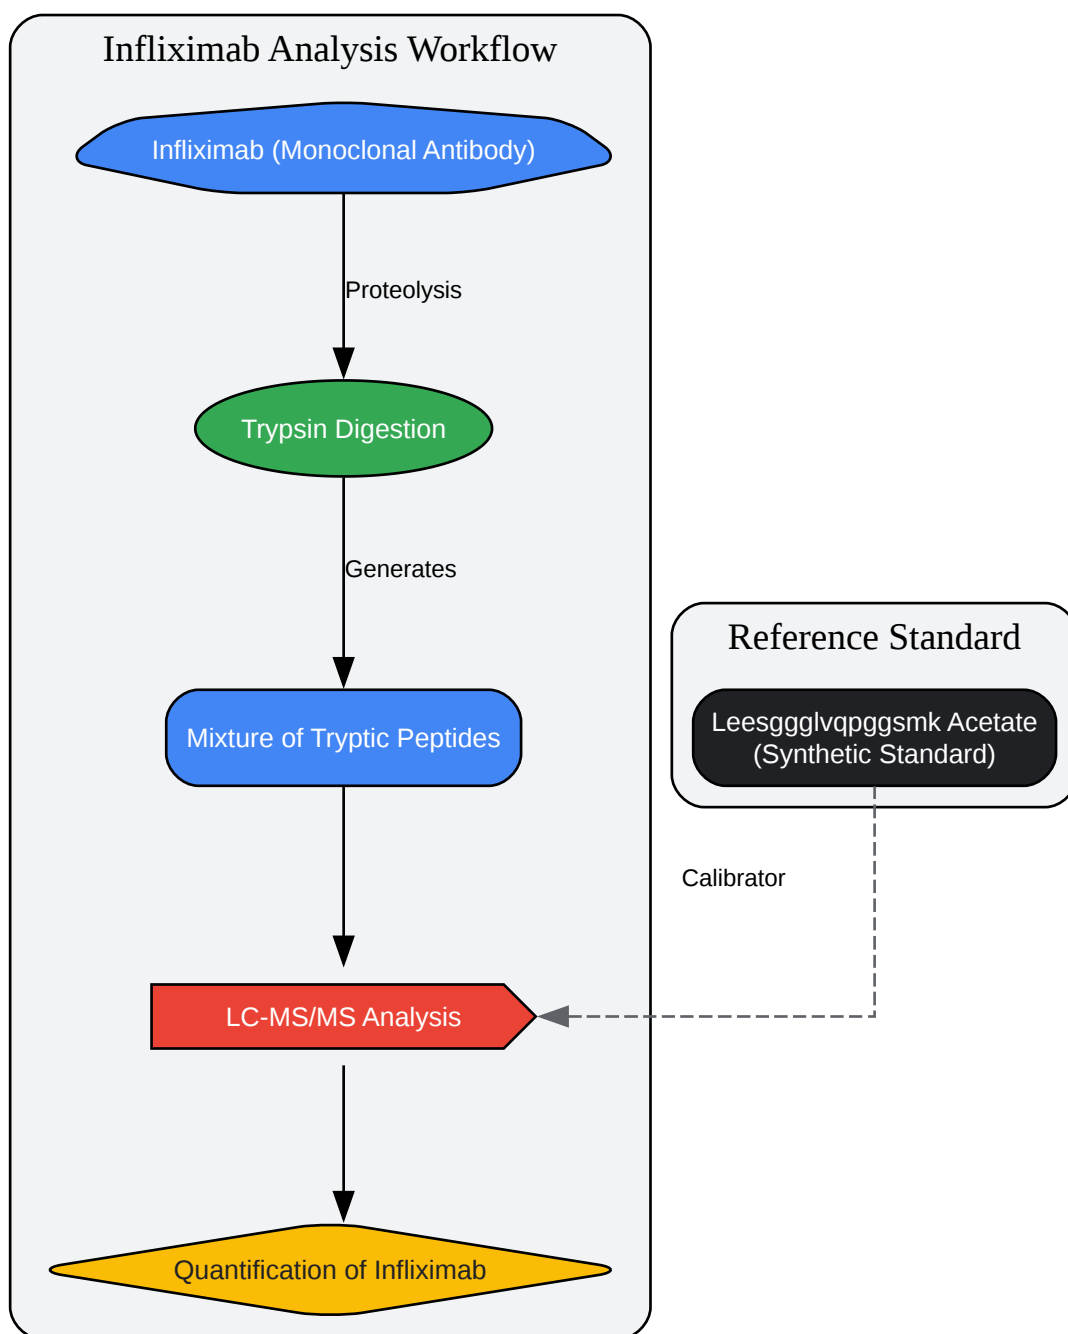 Infliximab Analysis Workflow
Infliximab (Monoclonal Antibody)
Proteolysis
Trypsin Digestion
Generates
Mixture of Tryptic Peptides
Reference Standard
Leesggglvqpggsmk Acetate
(Synthetic Standard)
Calibrator
LC-MS/MS Analysis
Quantification of Infliximab